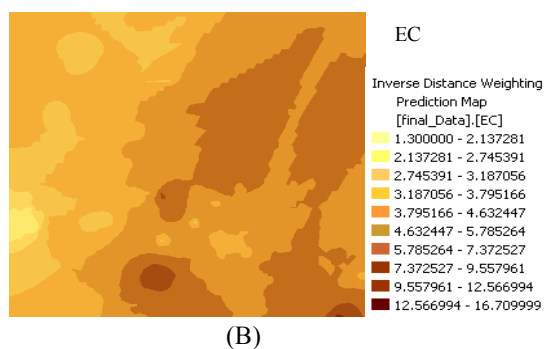 EC
Inverse Distance Weighting
Prediction Map
[final_Data].[EC]
1.300000 - 2.137281
2.137281 - 2.745391
2.745391 - 3.187056
3.187056 - 3.795166
3.795166 - 4.632447
4.632447 - 5.785264
5.785264 - 7.372527
7.372527 - 9.557961
9.557961 - 12.566994
12.566994 - 16.709999
(B)